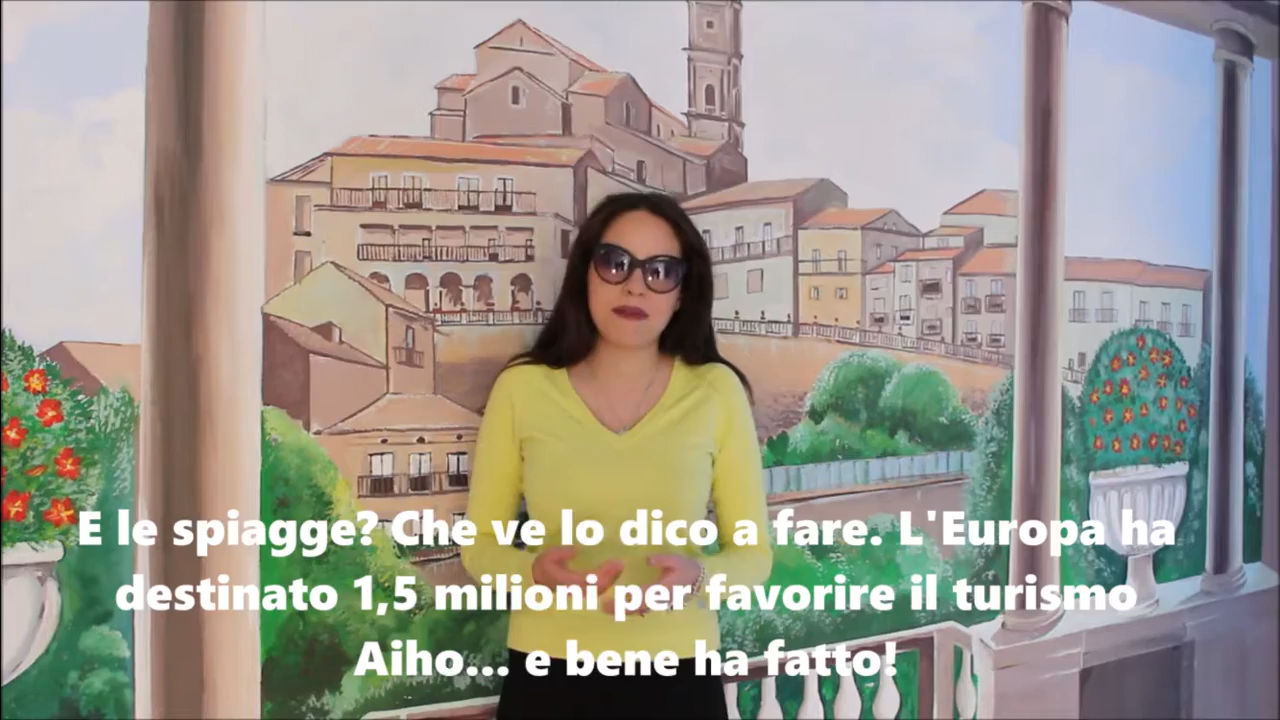 E le spiagge? Che ve lo dico a fare. L'Europa ha
destinato 1,5 milioni per favorire il turismo
Aiho... e bene ha fatto!